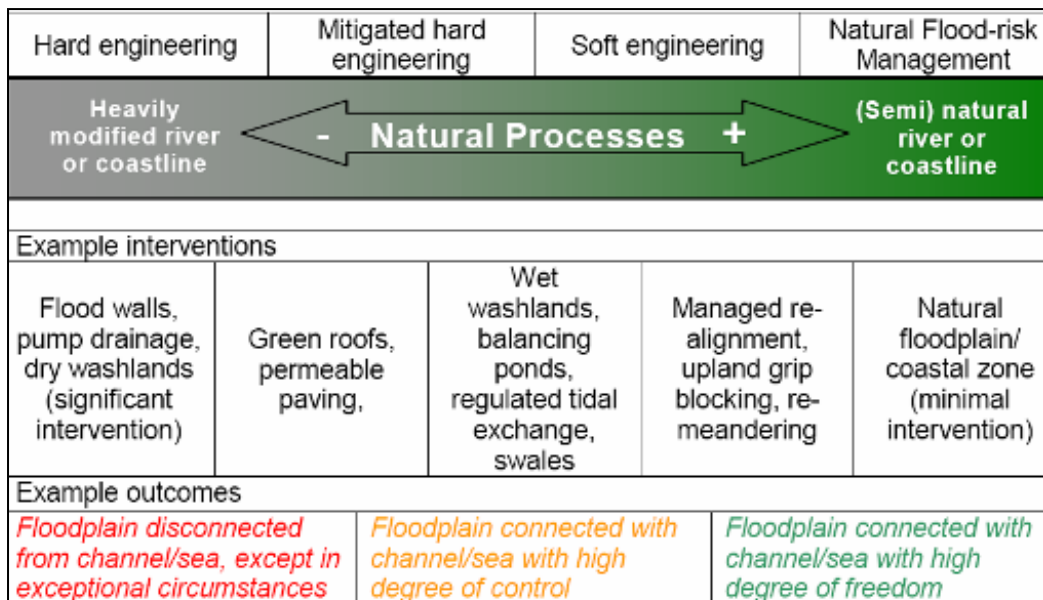 Hard engineering
Mitigated hard
engineering
Soft engineering
Natural Flood-risk
Management
Heavily
modified river
or coastline
- Natural Processes +
(Semi) natural
river or
coastline
Example interventions
Flood walls,
pump drainage,
dry washlands
(significant
intervention)
Green roofs,
permeable
paving,
Wet
washlands,
balancing
ponds,
regulated tidal
exchange,
swales
Managed re-
alignment,
upland grip
blocking, re-
meandering
Natural
floodplain/
coastal zone
(minimal
intervention)
Example outcomes
Floodplain disconnected
from channel/sea, except in
exceptional circumstances
Floodplain connected with
channel/sea with high
degree of control
Floodplain connected with
channel/sea with high
degree of freedom